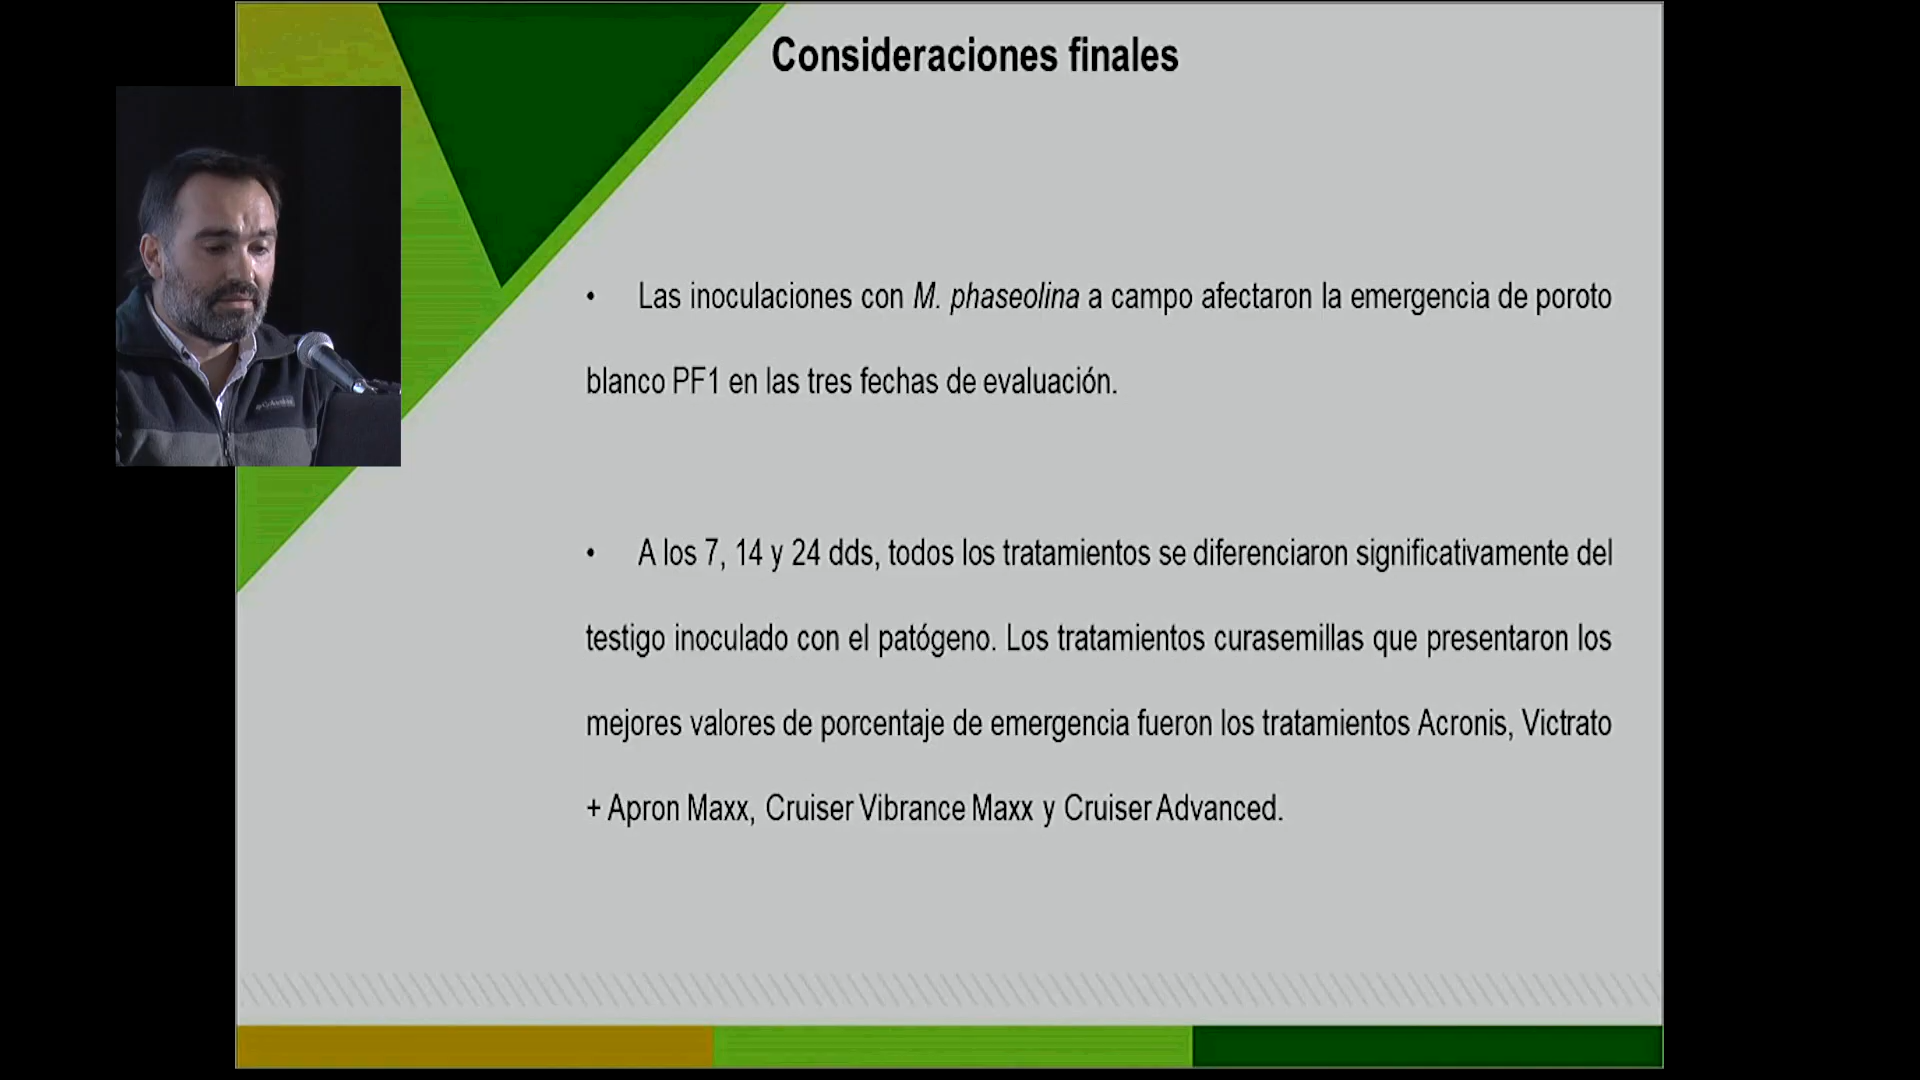 Consideraciones finales
• Las inoculaciones con M. phaseolina a campo afectaron la emergencia de poroto
blanco PF1 en las tres fechas de evaluación.
• A los 7, 14 y 24 dds, todos los tratamientos se diferenciaron significativamente del
testigo inoculado con el patógeno. Los tratamientos curasemillas que presentaron los
mejores valores de porcentaje de emergencia fueron los tratamientos Acronis, Victrato
+ Apron Maxx, Cruiser Vibrance Maxx y Cruiser Advanced.